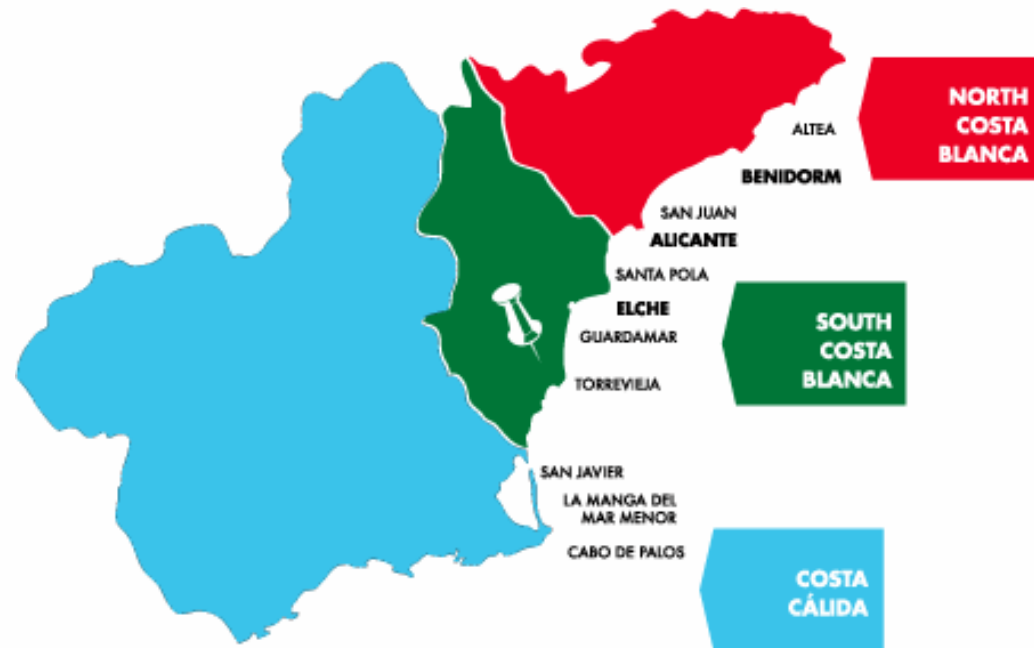 NORTH
COSTA
BLANCA
ALTEA
BENIDORM
SAN JUAN
ALICANTE
SANTA POLA
ELCHE
GUARDAMAR
TORREVIEJA
SOUTH
COSTA
BLANCA
SAN JAVIER
LA MANGA DEL
MAR MENOR
CABO DE PALOS
COSTA
CÁLIDA